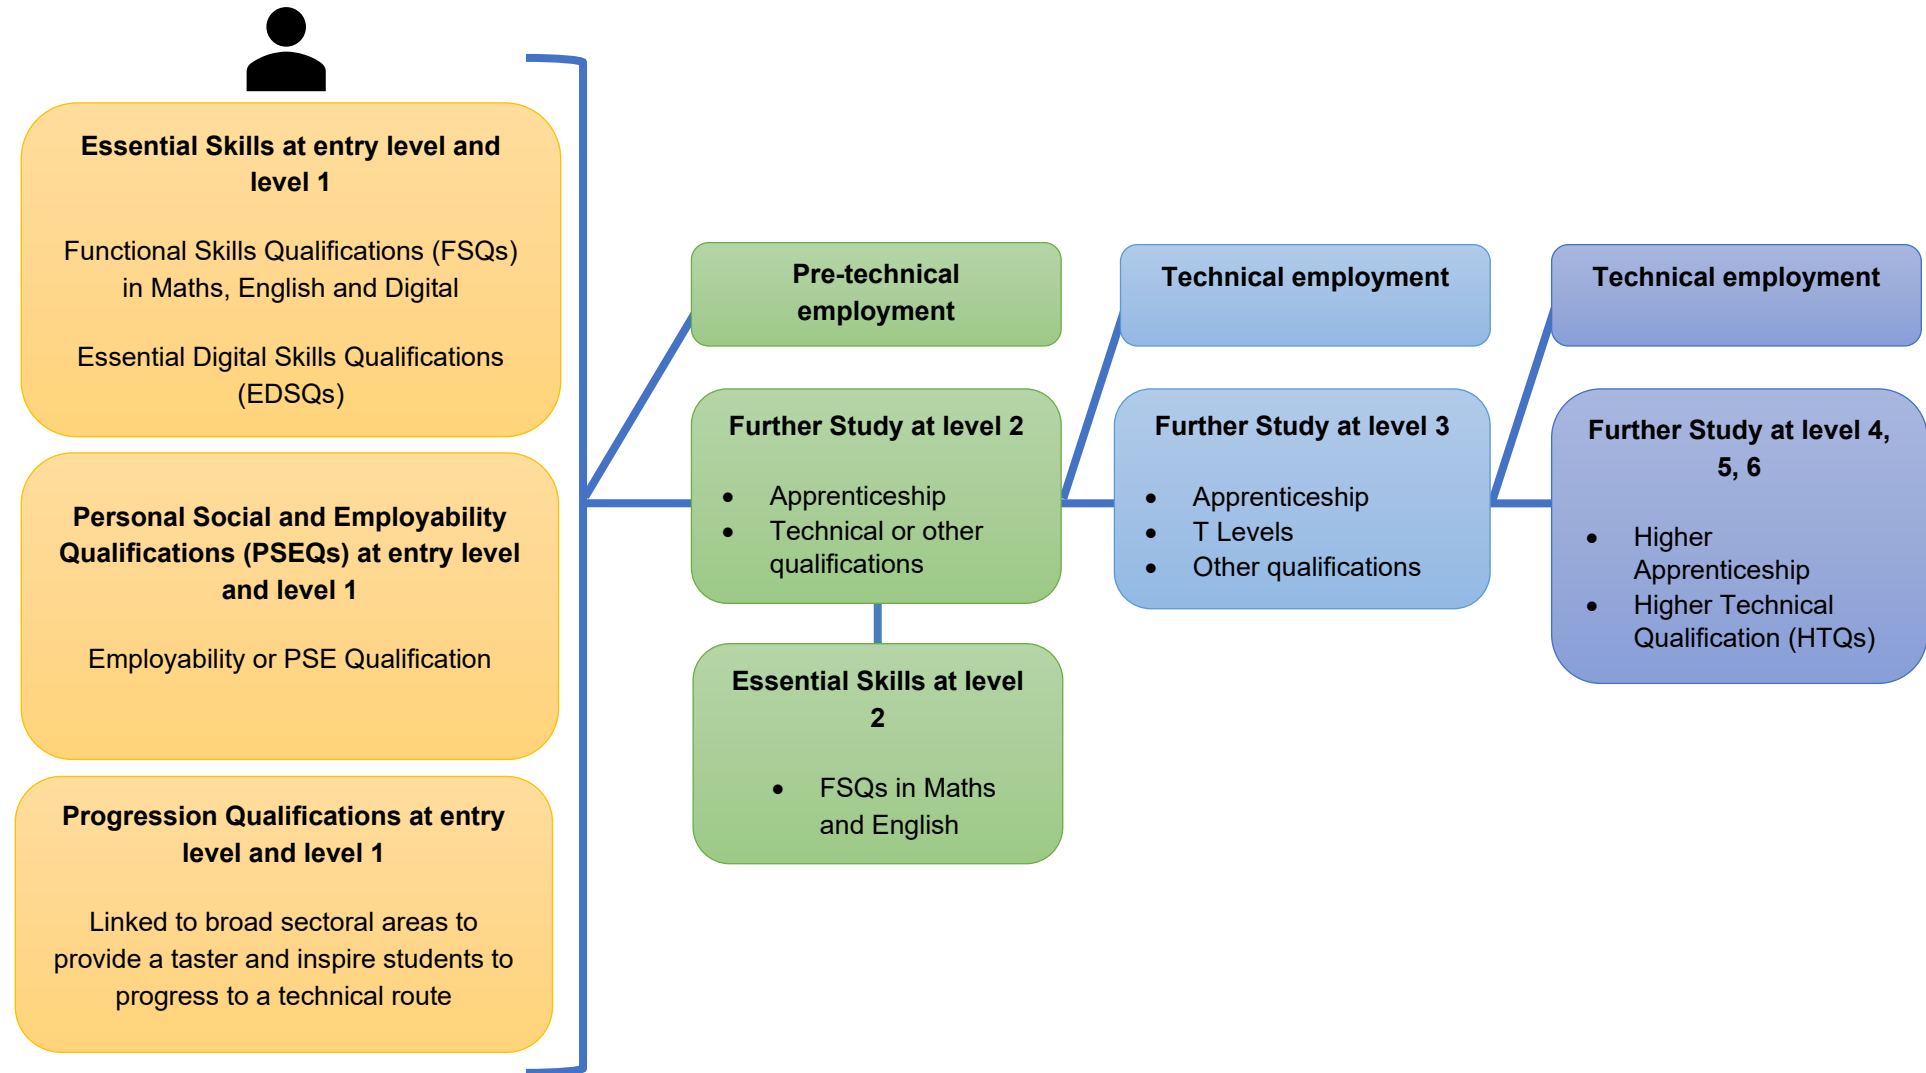 Essential Skills at entry level and
level 1
Functional Skills Qualifications (FSQs)
in Maths, English and Digital
Essential Digital Skills Qualifications
(EDSQs)
Personal Social and Employability
Qualifications (PSEQs) at entry level
and level 1
Employability or PSE Qualification
Progression Qualifications at entry
level and level 1
Linked to broad sectoral areas to
provide a taster and inspire students to
progress to a technical route
Pre-technical
employment
Further Study at level 2
• Apprenticeship
• Technical or other
qualifications
Essential Skills at level
2
• FSQs in Maths
and English
Technical employment
Further Study at level 3
• Apprenticeship
• T Levels
• Other qualifications
Technical employment
Further Study at level 4,
5, 6
• Higher
Apprenticeship
• Higher Technical
Qualification (HTQs)